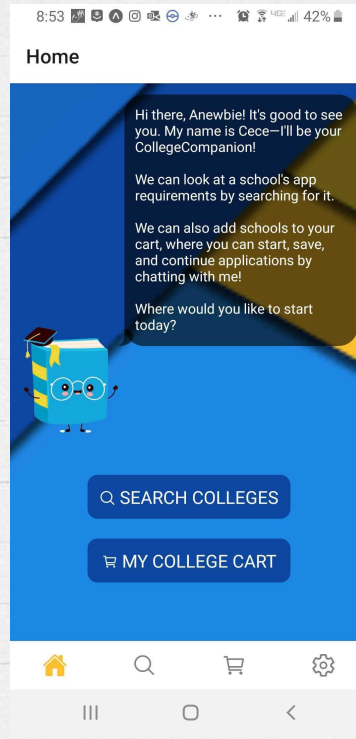 8:53 ... 4GE 42%
Home
Hi there, Anewbie! It's good to see
you. My name is Cece—I'll be your
CollegeCompanion!
We can look at a school's app
requirements by searching for it.
We can also add schools to your
cart, where you can start, save,
and continue applications by
chatting with me!
Where would you like to start
today?
SEARCH COLLEGES
MY COLLEGE CART